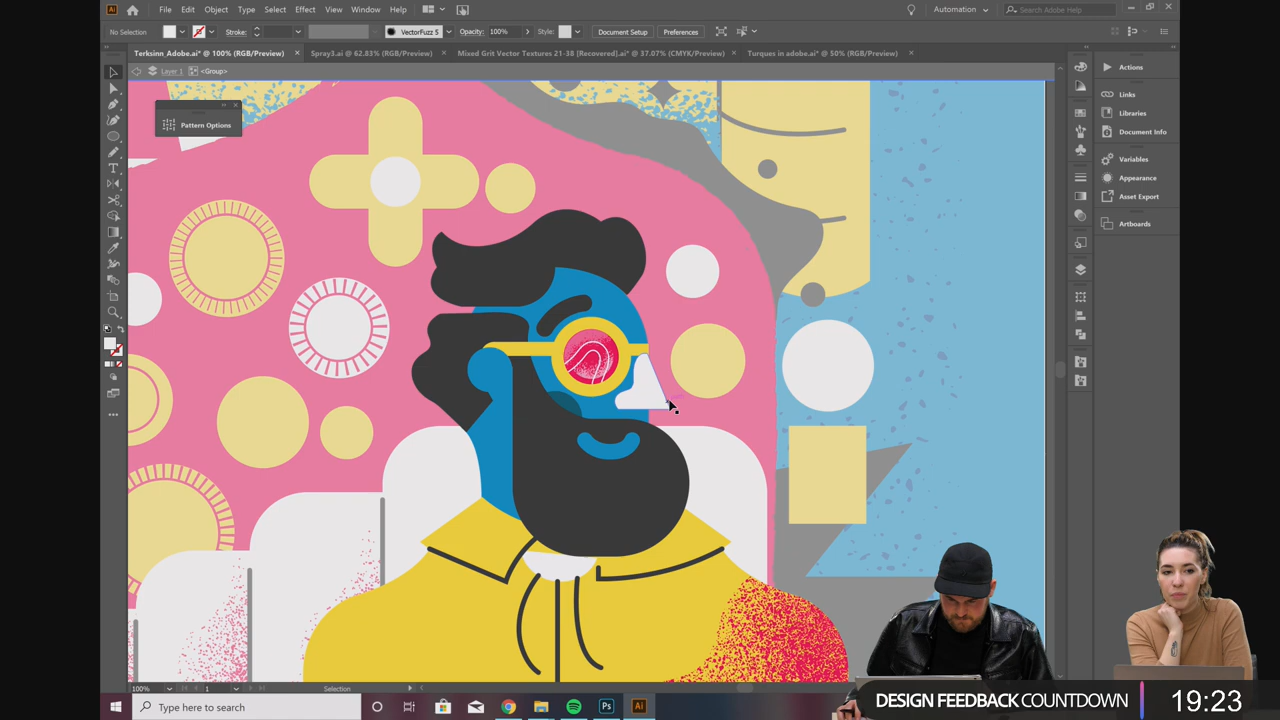 Ai File Edit Object Type Select Effect View Window Help Automation Search Adobe Help
No Selection Stroke: VectorFuzz 5 Opacity: 100% Style: Document Setup Preferences
Terksinn_Adobe.ai* @ 100% (RGB/Preview) × Spray3.ai @ 62.83% (RGB/Preview) × Mixed Grit Vector Textures 21-38 [Recovered].ai* @ 37.07% (CMYK/Preview) × Turques in adobe.ai* @ 50% (RGB/Preview) ×
Layer 1 <Group>
Pattern Options
Actions
Links
Libraries
Document Info
Variables
Appearance
Asset Export
Artboards
100% 1 Selection
Type here to search Ps Ai
DESIGN FEEDBACK COUNTDOWN 19:23